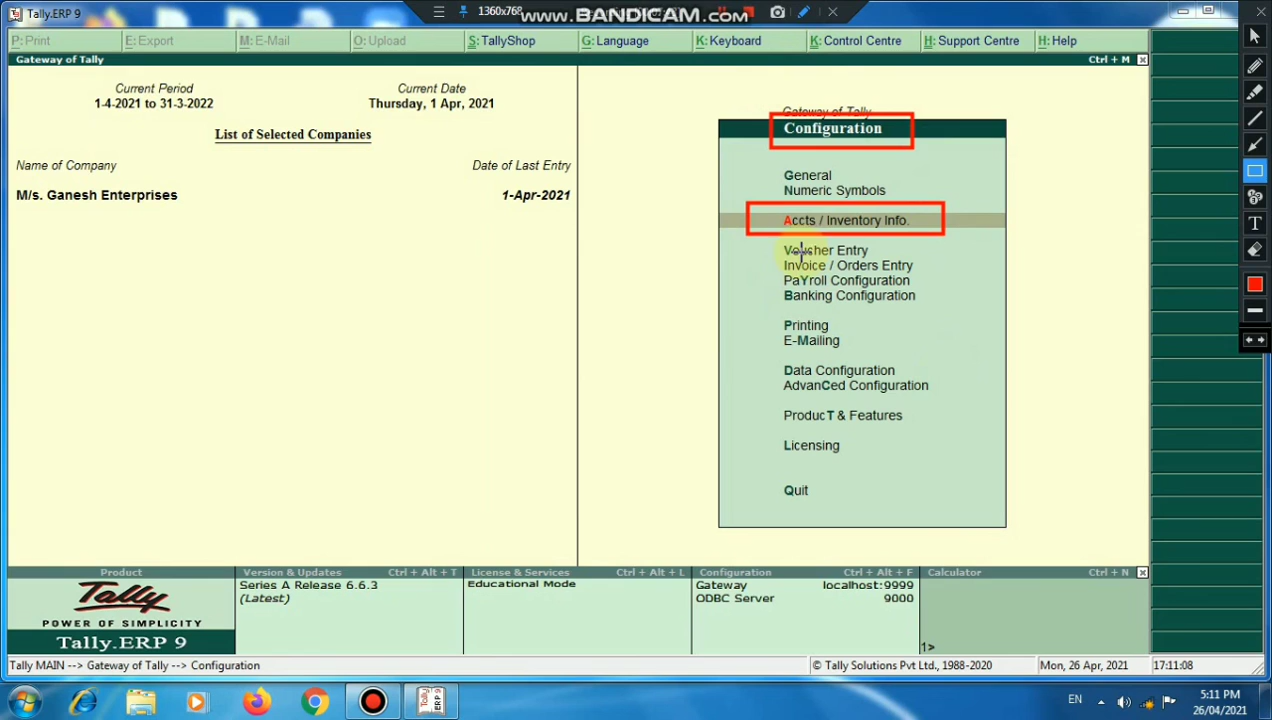 Tally.ERP 9
1360x768
www.BANDICAM.com
P: Print
E: Export
M: E-Mail
O: Upload
S: TallyShop
G: Language
K: Keyboard
K: Control Centre
H: Support Centre
H: Help
Gateway of Tally
Ctrl + M
Current Period
1-4-2021 to 31-3-2022
Current Date
Thursday, 1 Apr, 2021
List of Selected Companies
Name of Company
Date of Last Entry
M/s. Ganesh Enterprises
1-Apr-2021
Gateway of Tally
Configuration
General
Numeric Symbols
Accts / Inventory Info.
Voucher Entry
Invoice / Orders Entry
PaYroll Configuration
Banking Configuration
Printing
E-Mailing
Data Configuration
AdvanCed Configuration
ProducT & Features
Licensing
Quit
Product
Tally
POWER OF SIMPLICITY
Tally.ERP 9
Version & Updates
Ctrl + Alt + T
Series A Release 6.6.3
(Latest)
License & Services
Ctrl + Alt + L
Educational Mode
Configuration
Ctrl + Alt + F
Gateway
localhost:9999
ODBC Server
9000
Calculator
Ctrl + N
1>
Tally MAIN --> Gateway of Tally --> Configuration
© Tally Solutions Pvt Ltd., 1988-2020
Mon, 26 Apr, 2021
17:11:08
EN
5:11 PM
26/04/2021